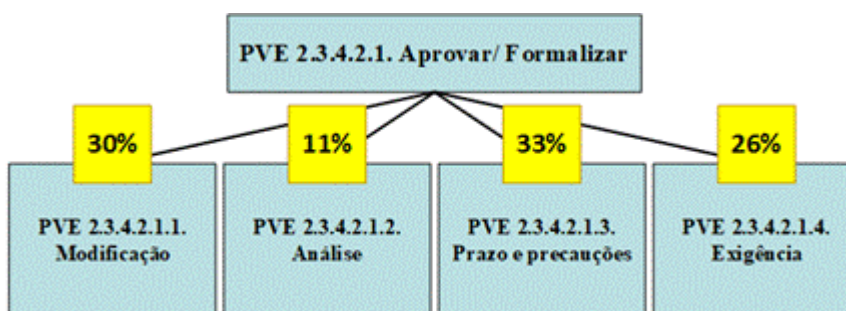 PVE 2.3.4.2.1. Aprovar/ Formalizar
30%
11%
33%
26%
PVE 2.3.4.2.1.1.
Modificação
PVE 2.3.4.2.1.2.
Análise
PVE 2.3.4.2.1.3.
Prazo e precauções
PVE 2.3.4.2.1.4.
Exigência